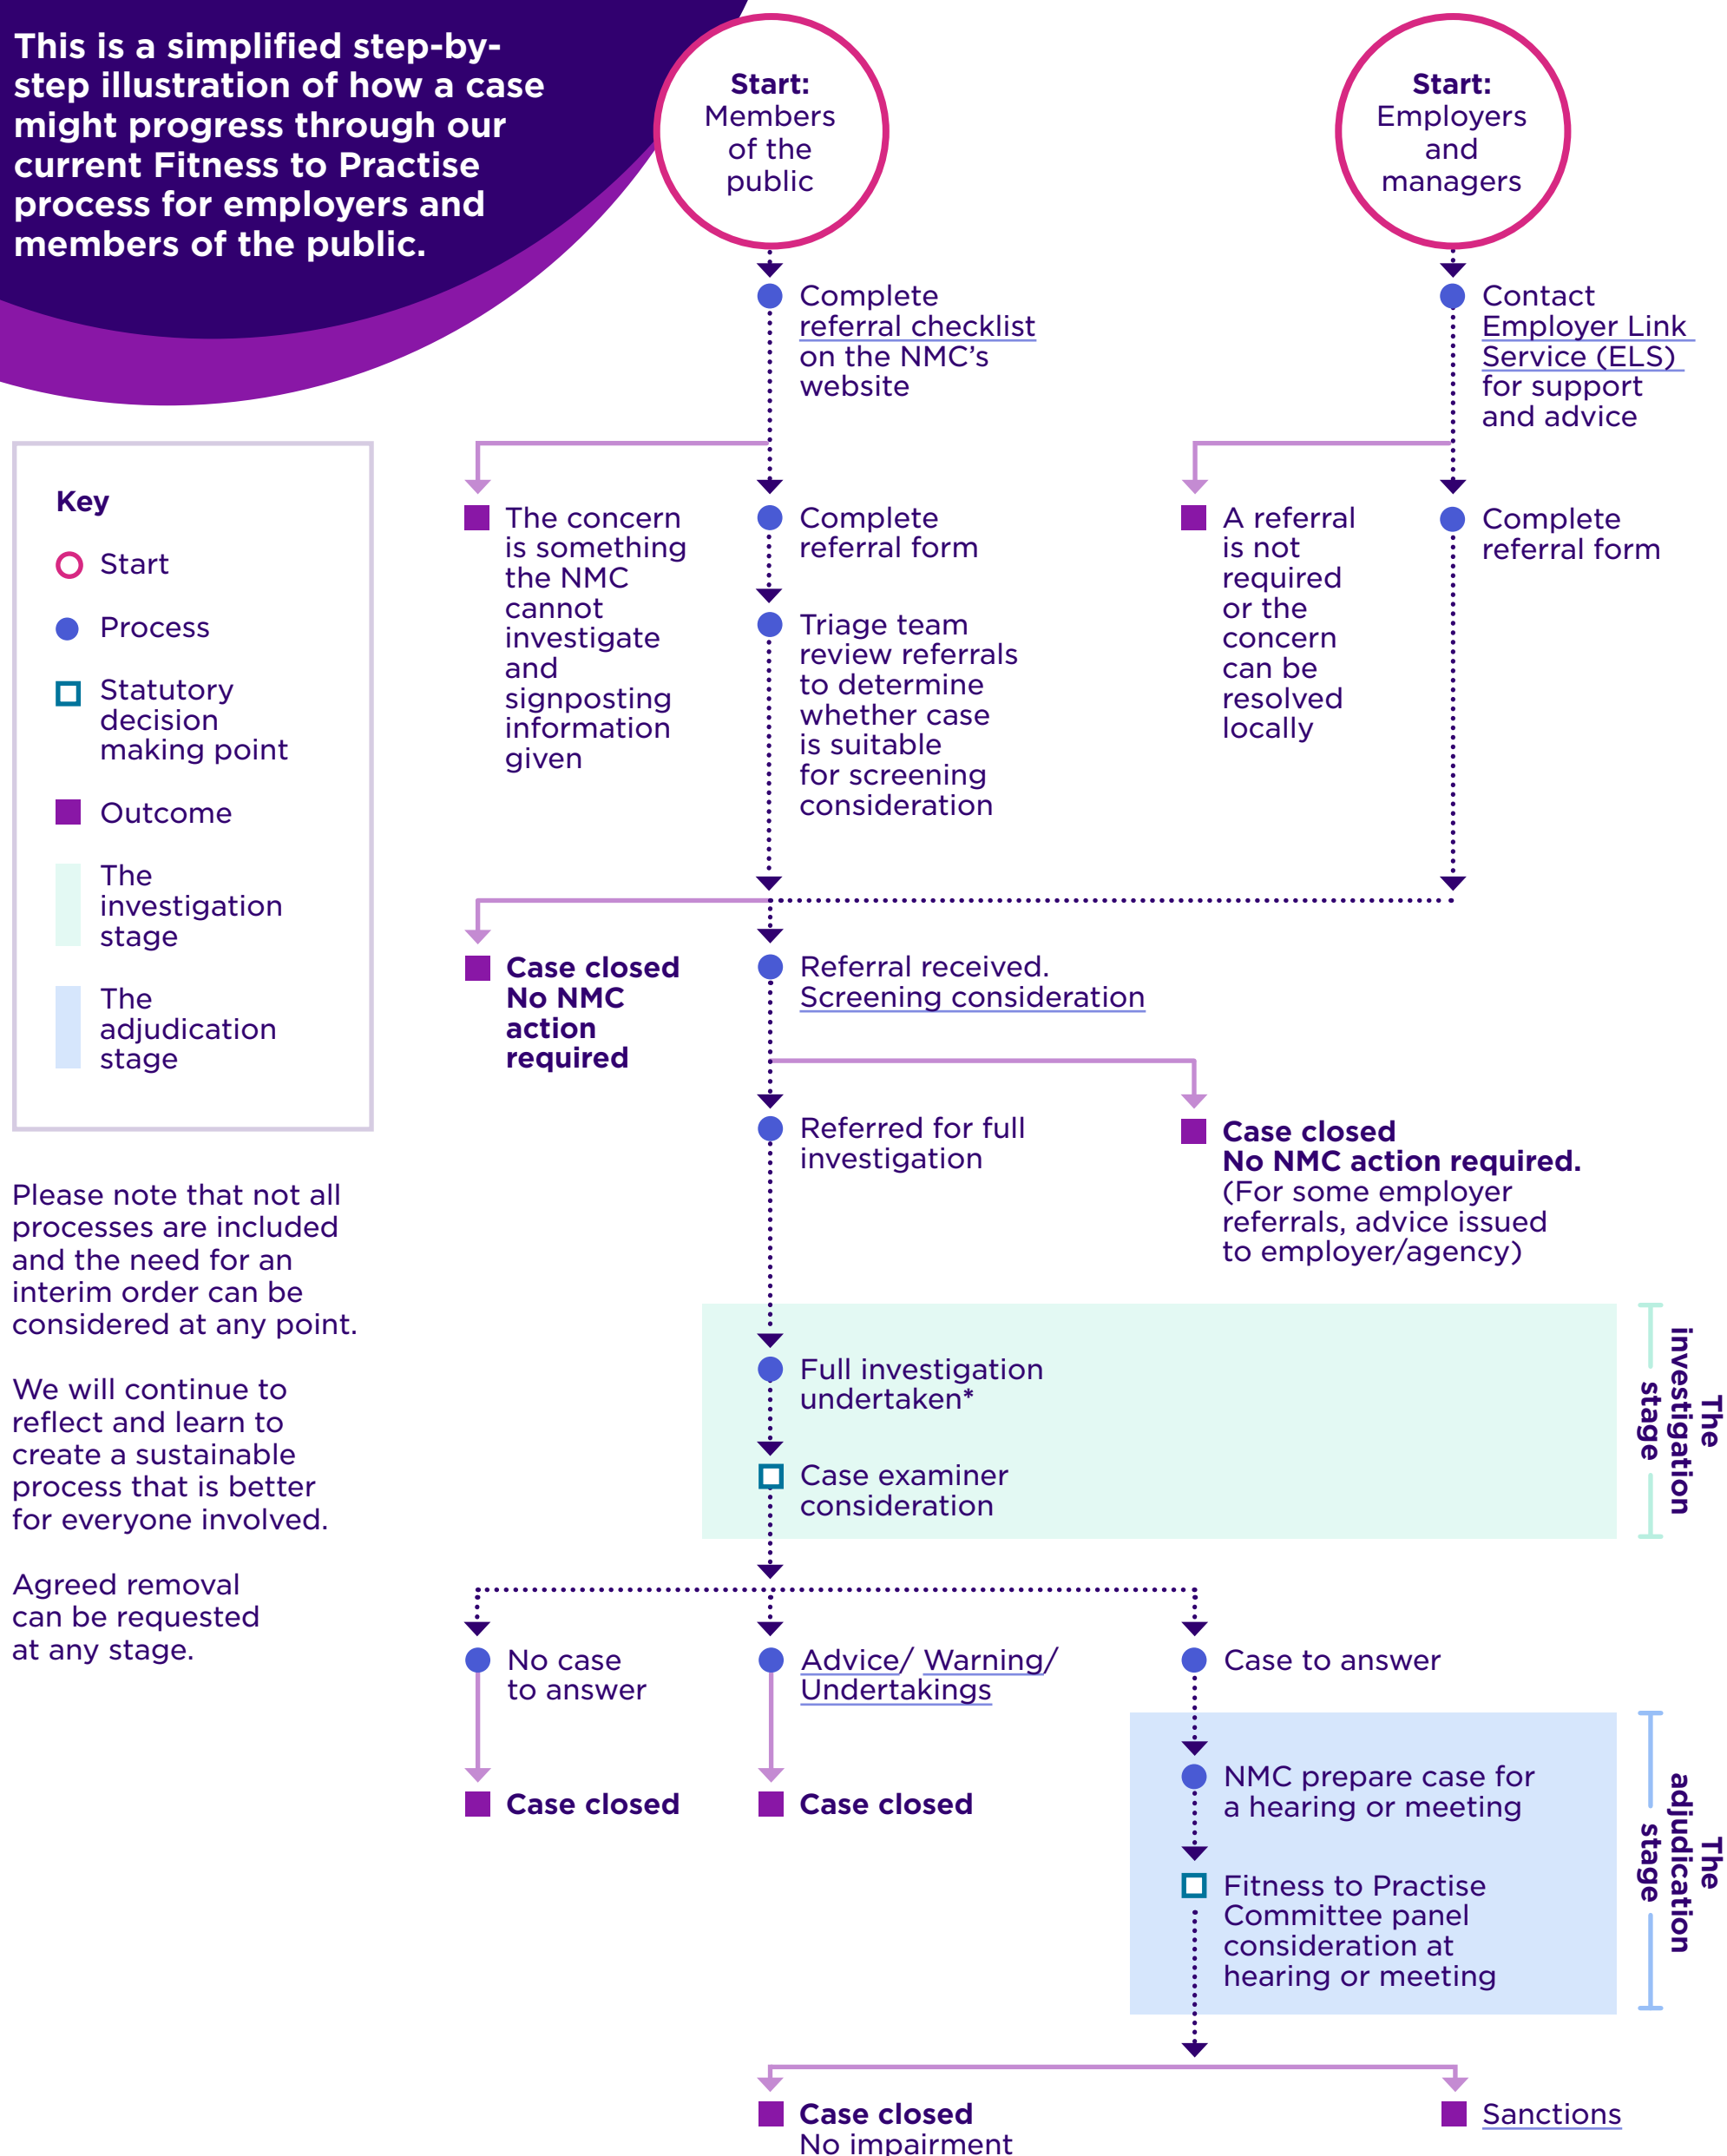 This is a simplified step-by-
step illustration of how a case
might progress through our
current Fitness to Practise
process for employers and
members of the public.
Start:
Members
of the
public
Start:
Employers
and
managers
Complete
referral checklist
on the NMC's
website
Contact
Employer Link
Service (ELS)
for support
and advice
Key
Start
Process
Statutory
decision
making point
Outcome
The
investigation
stage
The
adjudication
stage
The concern
is something
the NMC
cannot
investigate
and
signposting
information
given
Complete
referral form
Triage team
review referrals
to determine
whether case
is suitable
for screening
consideration
A referral
is not
required
or the
concern
can be
resolved
locally
Complete
referral form
Case closed
No NMC
action
required
Referral received.
Screening consideration
Referred for full
investigation
Case closed
No NMC action required.
(For some employer
referrals, advice issued
to employer/agency)
Please note that not all
processes are included
and the need for an
interim order can be
considered at any point.
We will continue to
reflect and learn to
create a sustainable
process that is better
for everyone involved.
Agreed removal
can be requested
at any stage.
Full investigation
undertaken*
Case examiner
consideration
The
investigation
stage
No case
to answer
Advice/ Warning/
Undertakings
Case to answer
Case closed
Case closed
NMC prepare case for
a hearing or meeting
Fitness to Practise
Committee panel
consideration at
hearing or meeting
The
adjudication
stage
Case closed
No impairment
Sanctions